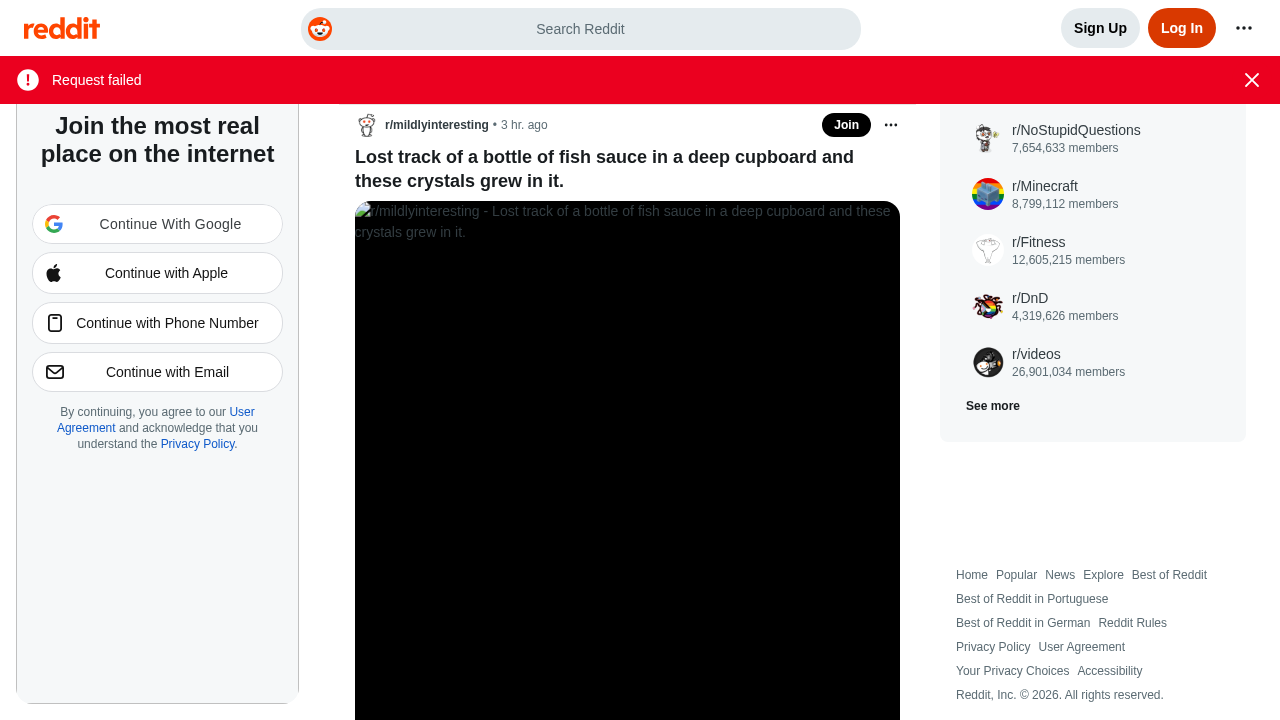 reddit
Search Reddit
Sign Up
Log In
Request failed
Join the most real
place on the internet
Continue With Google
Continue with Apple
Continue with Phone Number
Continue with Email
By continuing, you agree to our User
Agreement and acknowledge that you
understand the Privacy Policy.
r/mildlyinteresting • 3 hr. ago
Join
Lost track of a bottle of fish sauce in a deep cupboard and
these crystals grew in it.
r/mildlyinteresting - Lost track of a bottle of fish sauce in a deep cupboard and these
crystals grew in it.
r/NoStupidQuestions
7,654,633 members
r/Minecraft
8,799,112 members
r/Fitness
12,605,215 members
r/DnD
4,319,626 members
r/videos
26,901,034 members
See more
Home Popular News Explore Best of Reddit
Best of Reddit in Portuguese
Best of Reddit in German Reddit Rules
Privacy Policy User Agreement
Your Privacy Choices Accessibility
Reddit, Inc. © 2026. All rights reserved.